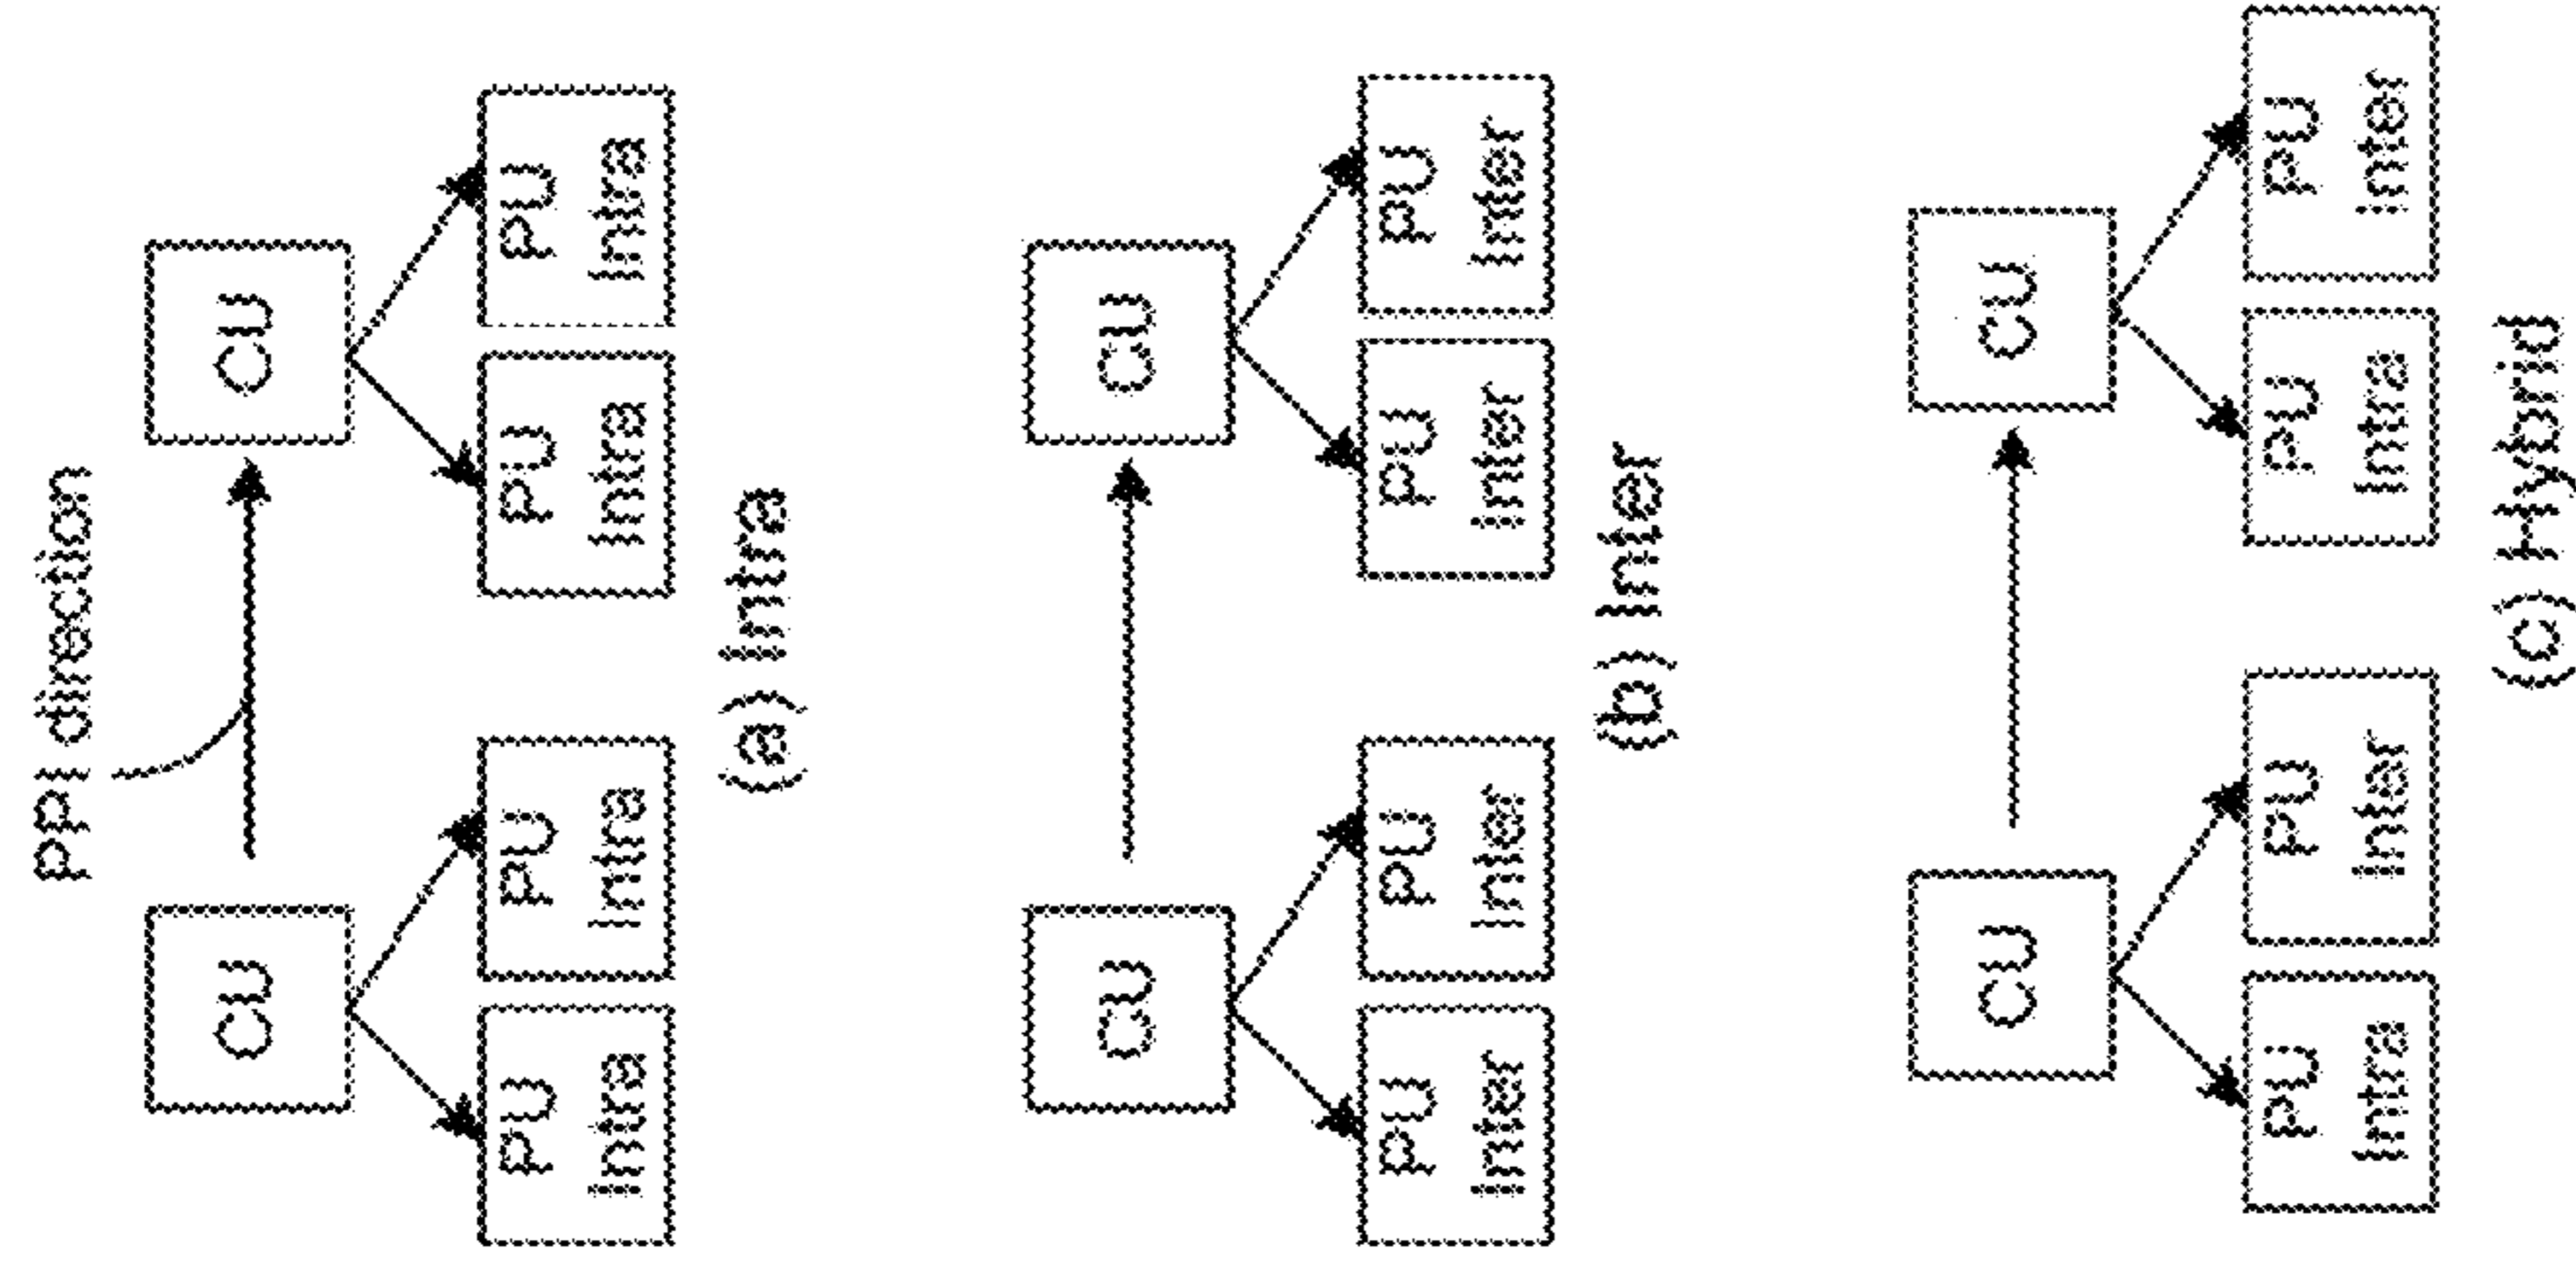 PPI direction
CU
CU
PU
Intra
PU
Intra
PU
Intra
PU
Intra
(a) Intra
CU
CU
PU
Inter
PU
Inter
PU
Inter
PU
Inter
(b) Inter
CU
CU
PU
Intra
PU
Inter
PU
Intra
PU
Inter
(c) Hybrid